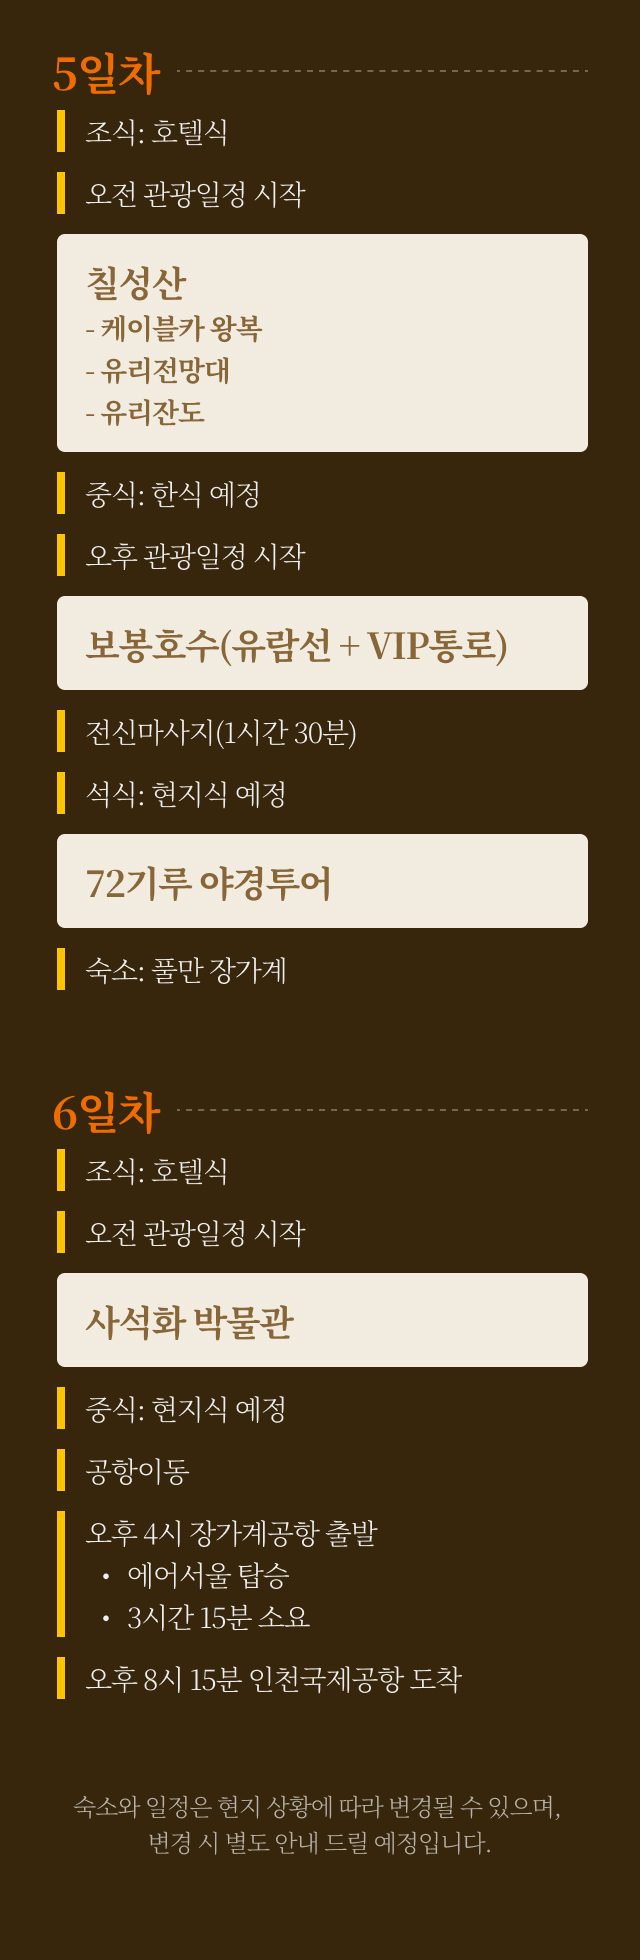 5일차
조식: 호텔식
오전 관광일정 시작
칠성산
- 케이블카 왕복
- 유리전망대
- 유리잔도
중식: 한식 예정
오후 관광일정 시작
보봉호수(유람선 + VIP통로)
전신마사지(1시간 30분)
석식: 현지식 예정
72기루 야경투어
숙소: 풀만 장가계
6일차
조식: 호텔식
오전 관광일정 시작
사석화 박물관
중식: 현지식 예정
공항이동
오후 4시 장가계공항 출발
• 에어서울 탑승
• 3시간 15분 소요
오후 8시 15분 인천국제공항 도착
숙소와 일정은 현지 상황에 따라 변경될 수 있으며,
변경 시 별도 안내 드릴 예정입니다.